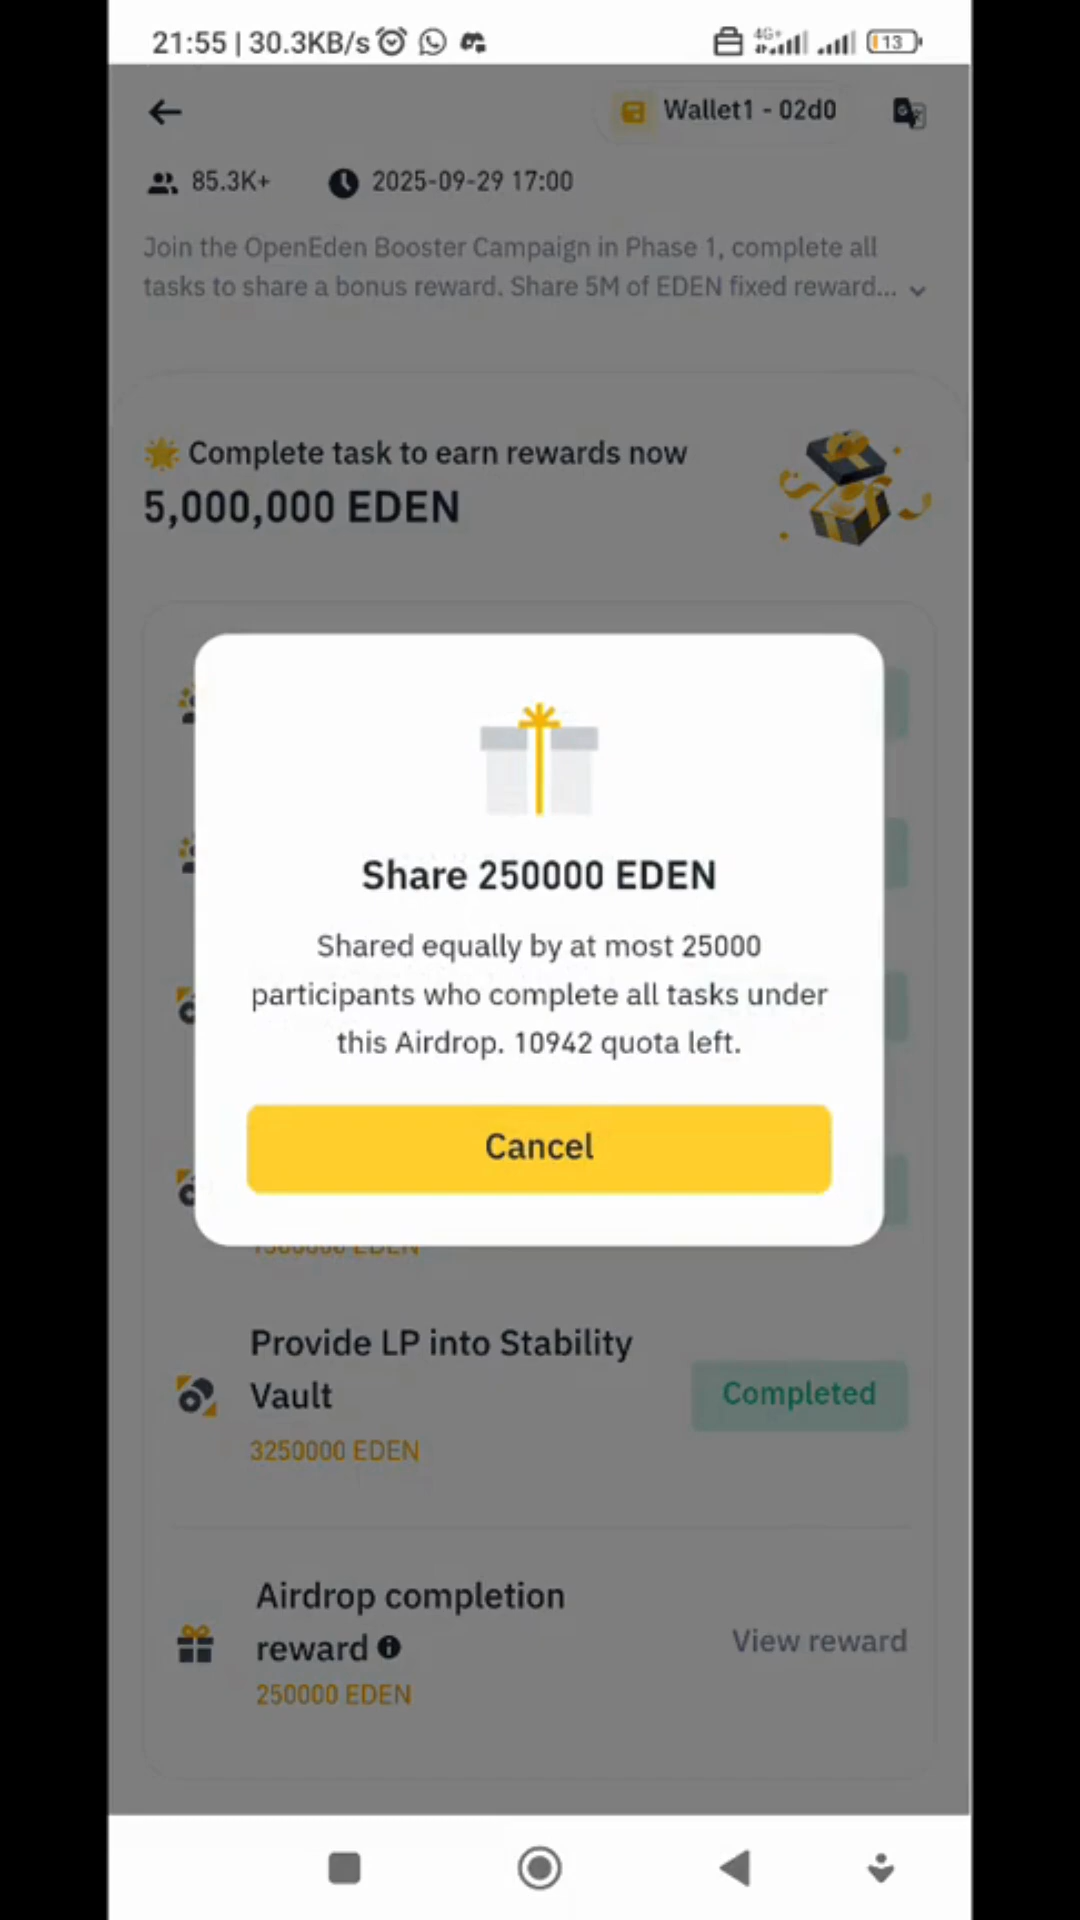 21:55 | 30.3KB/s 4G+ 13
Wallet1 - 02d0
85.3K+ 2025-09-29 17:00
Join the OpenEden Booster Campaign in Phase 1, complete all
tasks to share a bonus reward. Share 5M of EDEN fixed reward...
Complete task to earn rewards now
5,000,000 EDEN
Share 250000 EDEN
Shared equally by at most 25000
participants who complete all tasks under
this Airdrop. 10942 quota left.
Cancel
EDEN
Provide LP into Stability
Vault
Completed
3250000 EDEN
Airdrop completion
reward
View reward
250000 EDEN